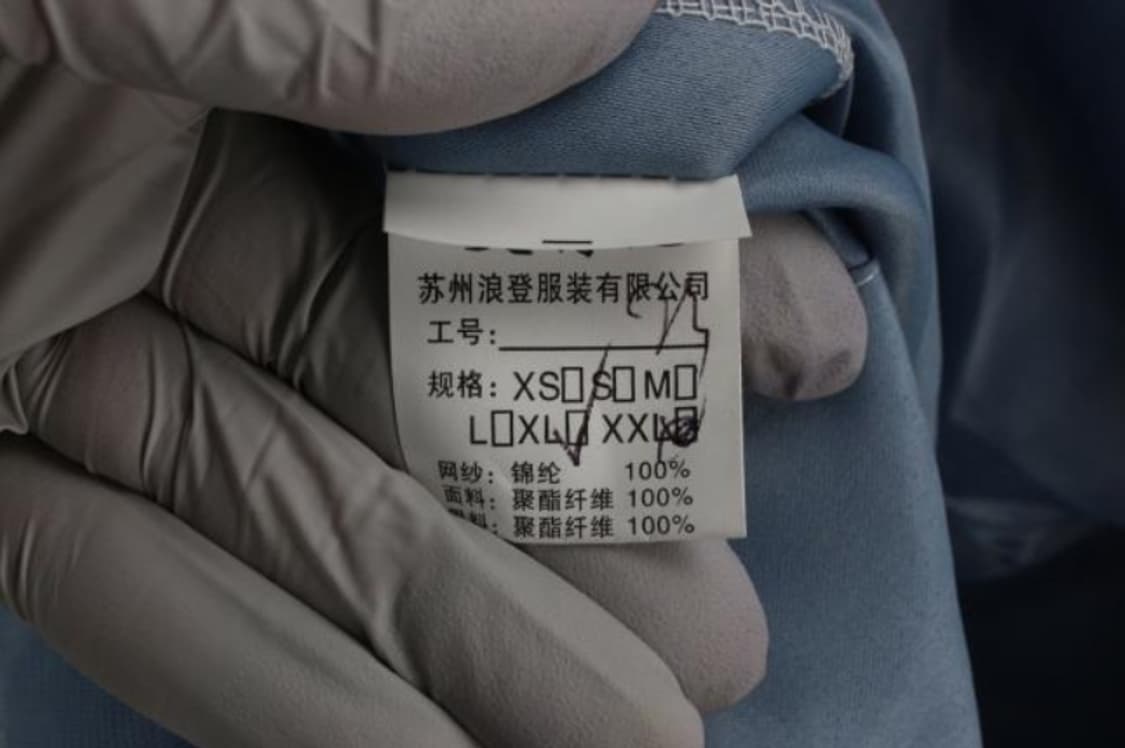 苏州浪登服装有限公司
工号:
规格: XS□ S□ M□
L□ XL□ XXL□
网纱: 锦纶 100%
面料: 聚酯纤维 100%
料: 聚酯纤维 100%